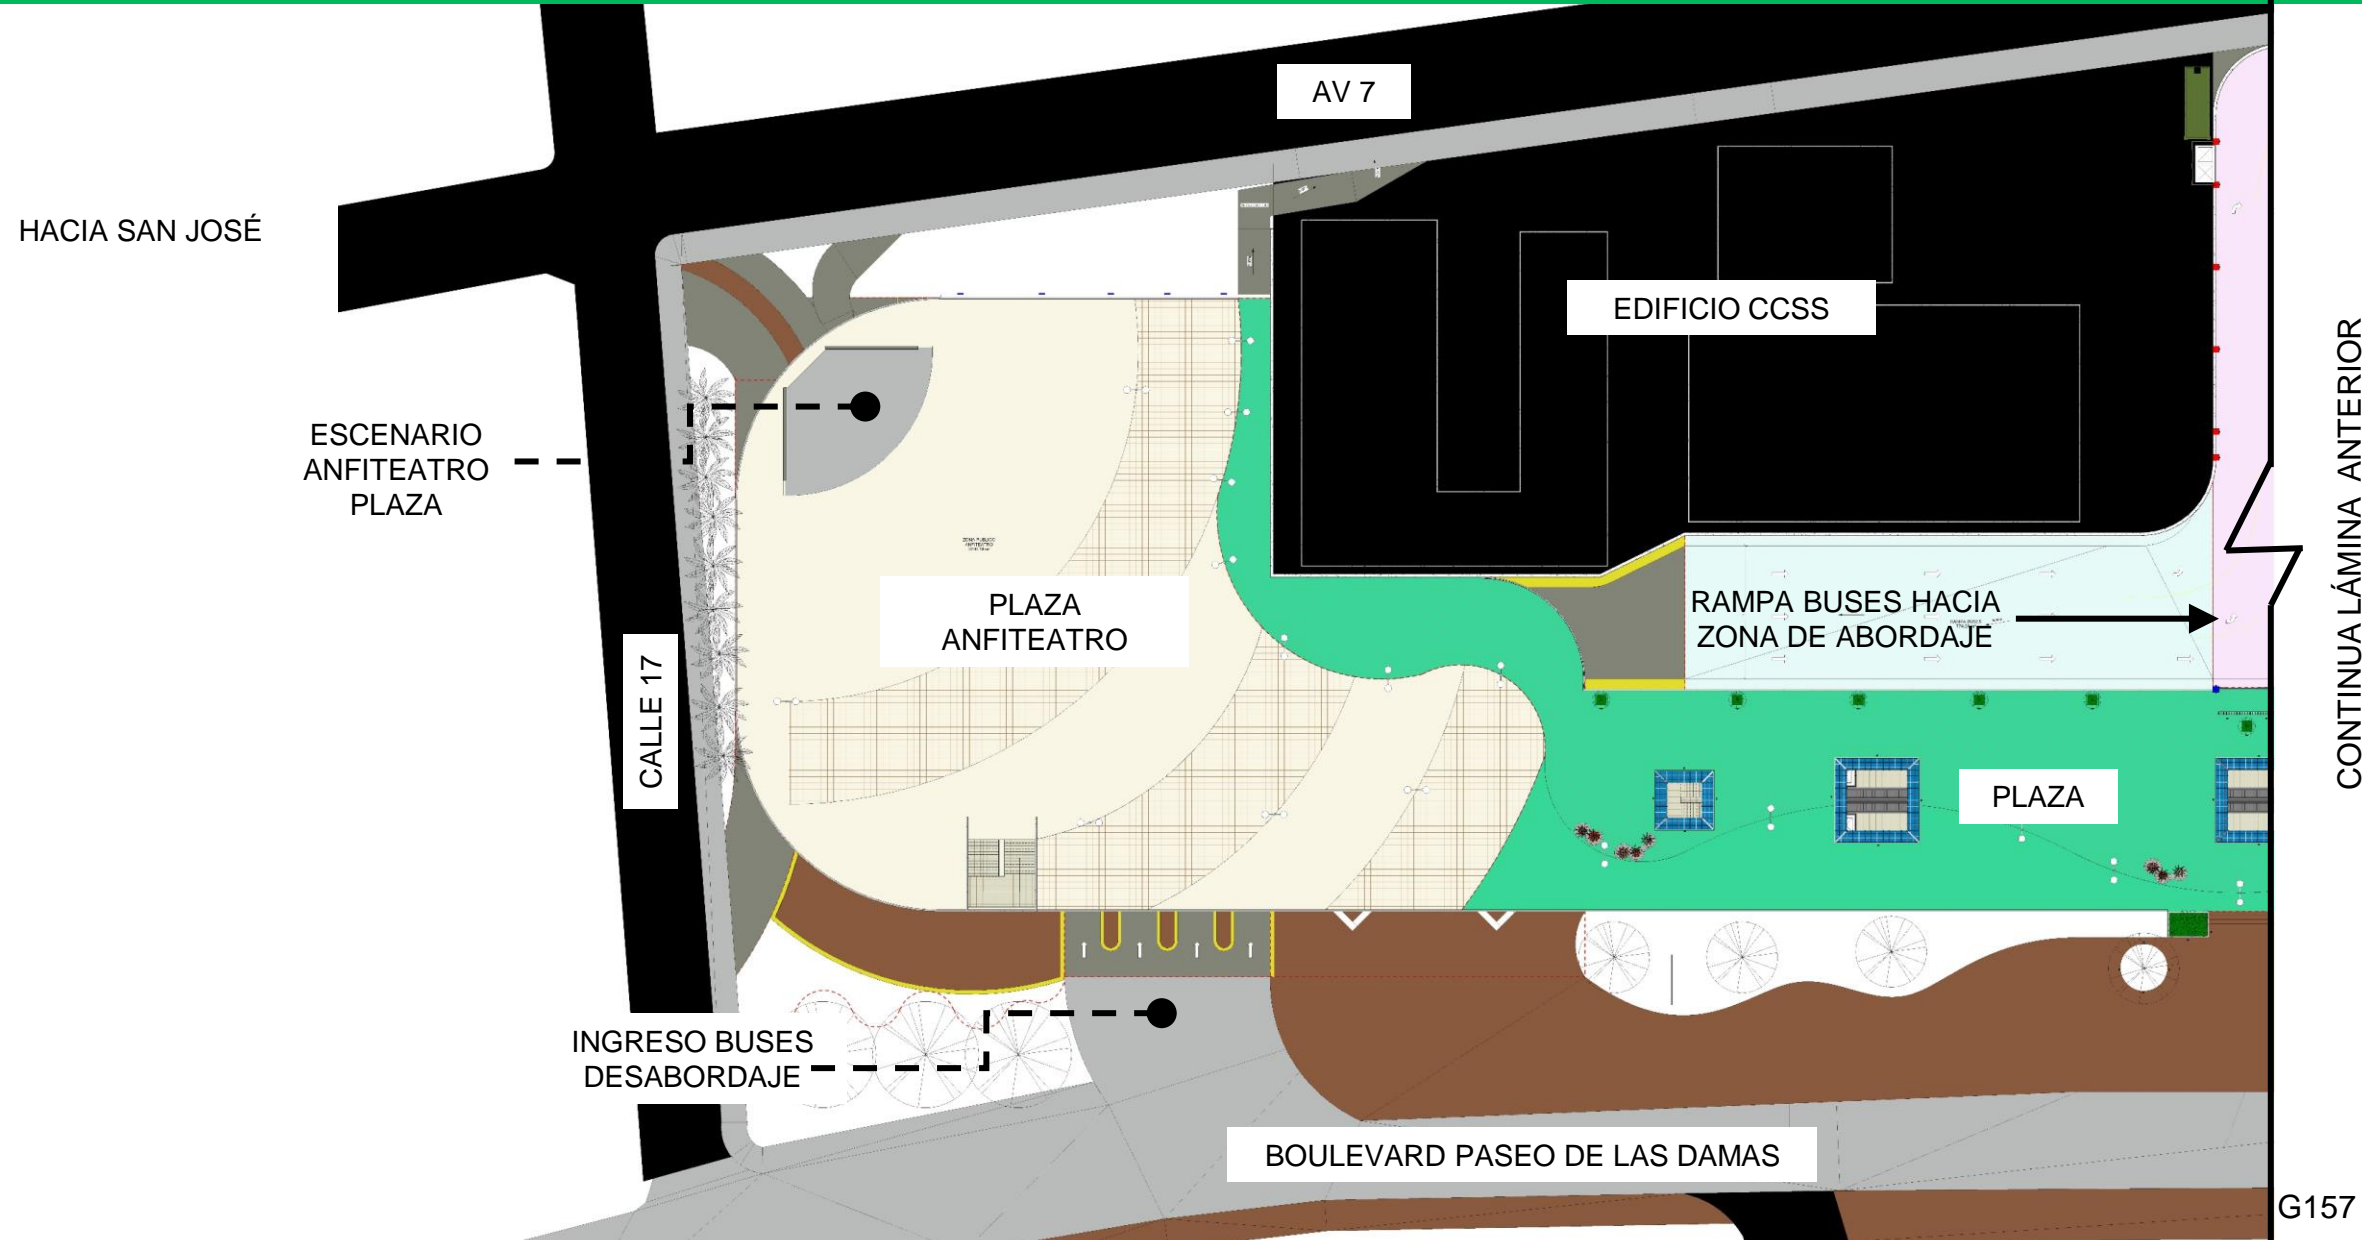 AV 7
HACIA SAN JOSÉ
EDIFICIO CCSS
ESCENARIO
ANFITEATRO
PLAZA
PLAZA
ANFITEATRO
RAMPA BUSES HACIA
ZONA DE ABORDAJE
CALLE 17
PLAZA
CONTINUA LÁMINA ANTERIOR
INGRESO BUSES
DESABORDAJE
BOULEVARD PASEO DE LAS DAMAS
G157